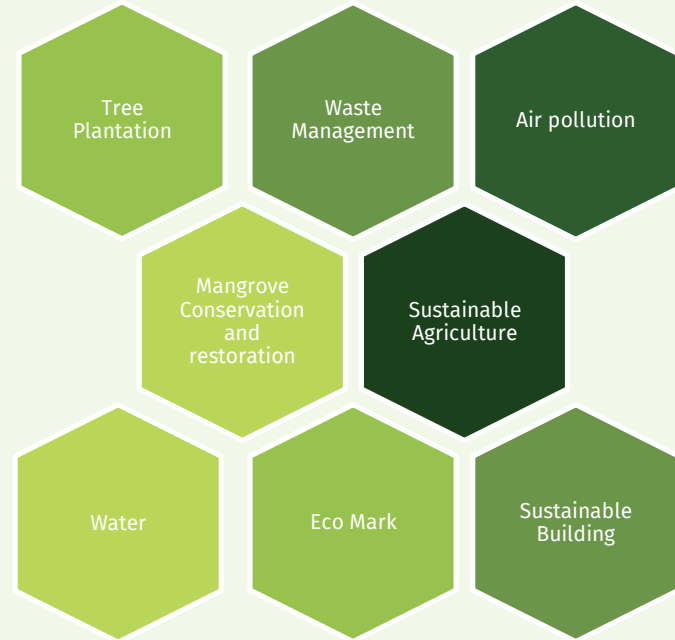 Tree
Plantation
Waste
Management
Air pollution
Mangrove
Conservation
and
restoration
Sustainable
Agriculture
Water
Eco Mark
Sustainable
Building